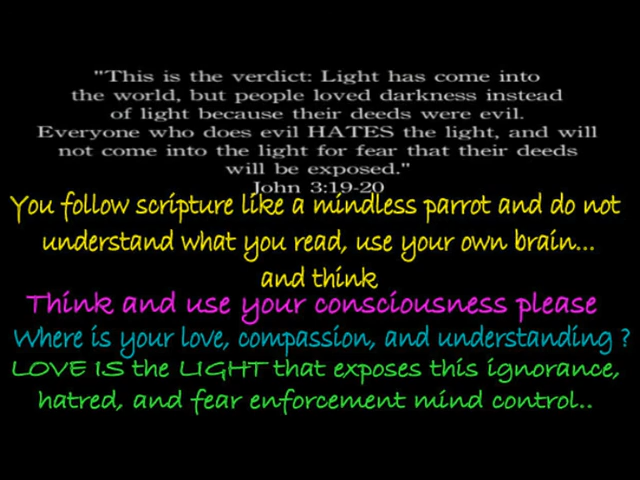 "This is the verdict: Light has come into
the world, but people loved darkness instead
of light because their deeds were evil.
Everyone who does evil HATES the light, and will
not come into the light for fear that their deeds
will be exposed."
John 3:19-20
You follow scripture like a mindless parrot and do not
understand what you read, use your own brain...
and think
Think and use your consciousness please
Where is your love, compassion, and understanding ?
LOVE IS the LIGHT that exposes this ignorance,
hatred, and fear enforcement mind control..